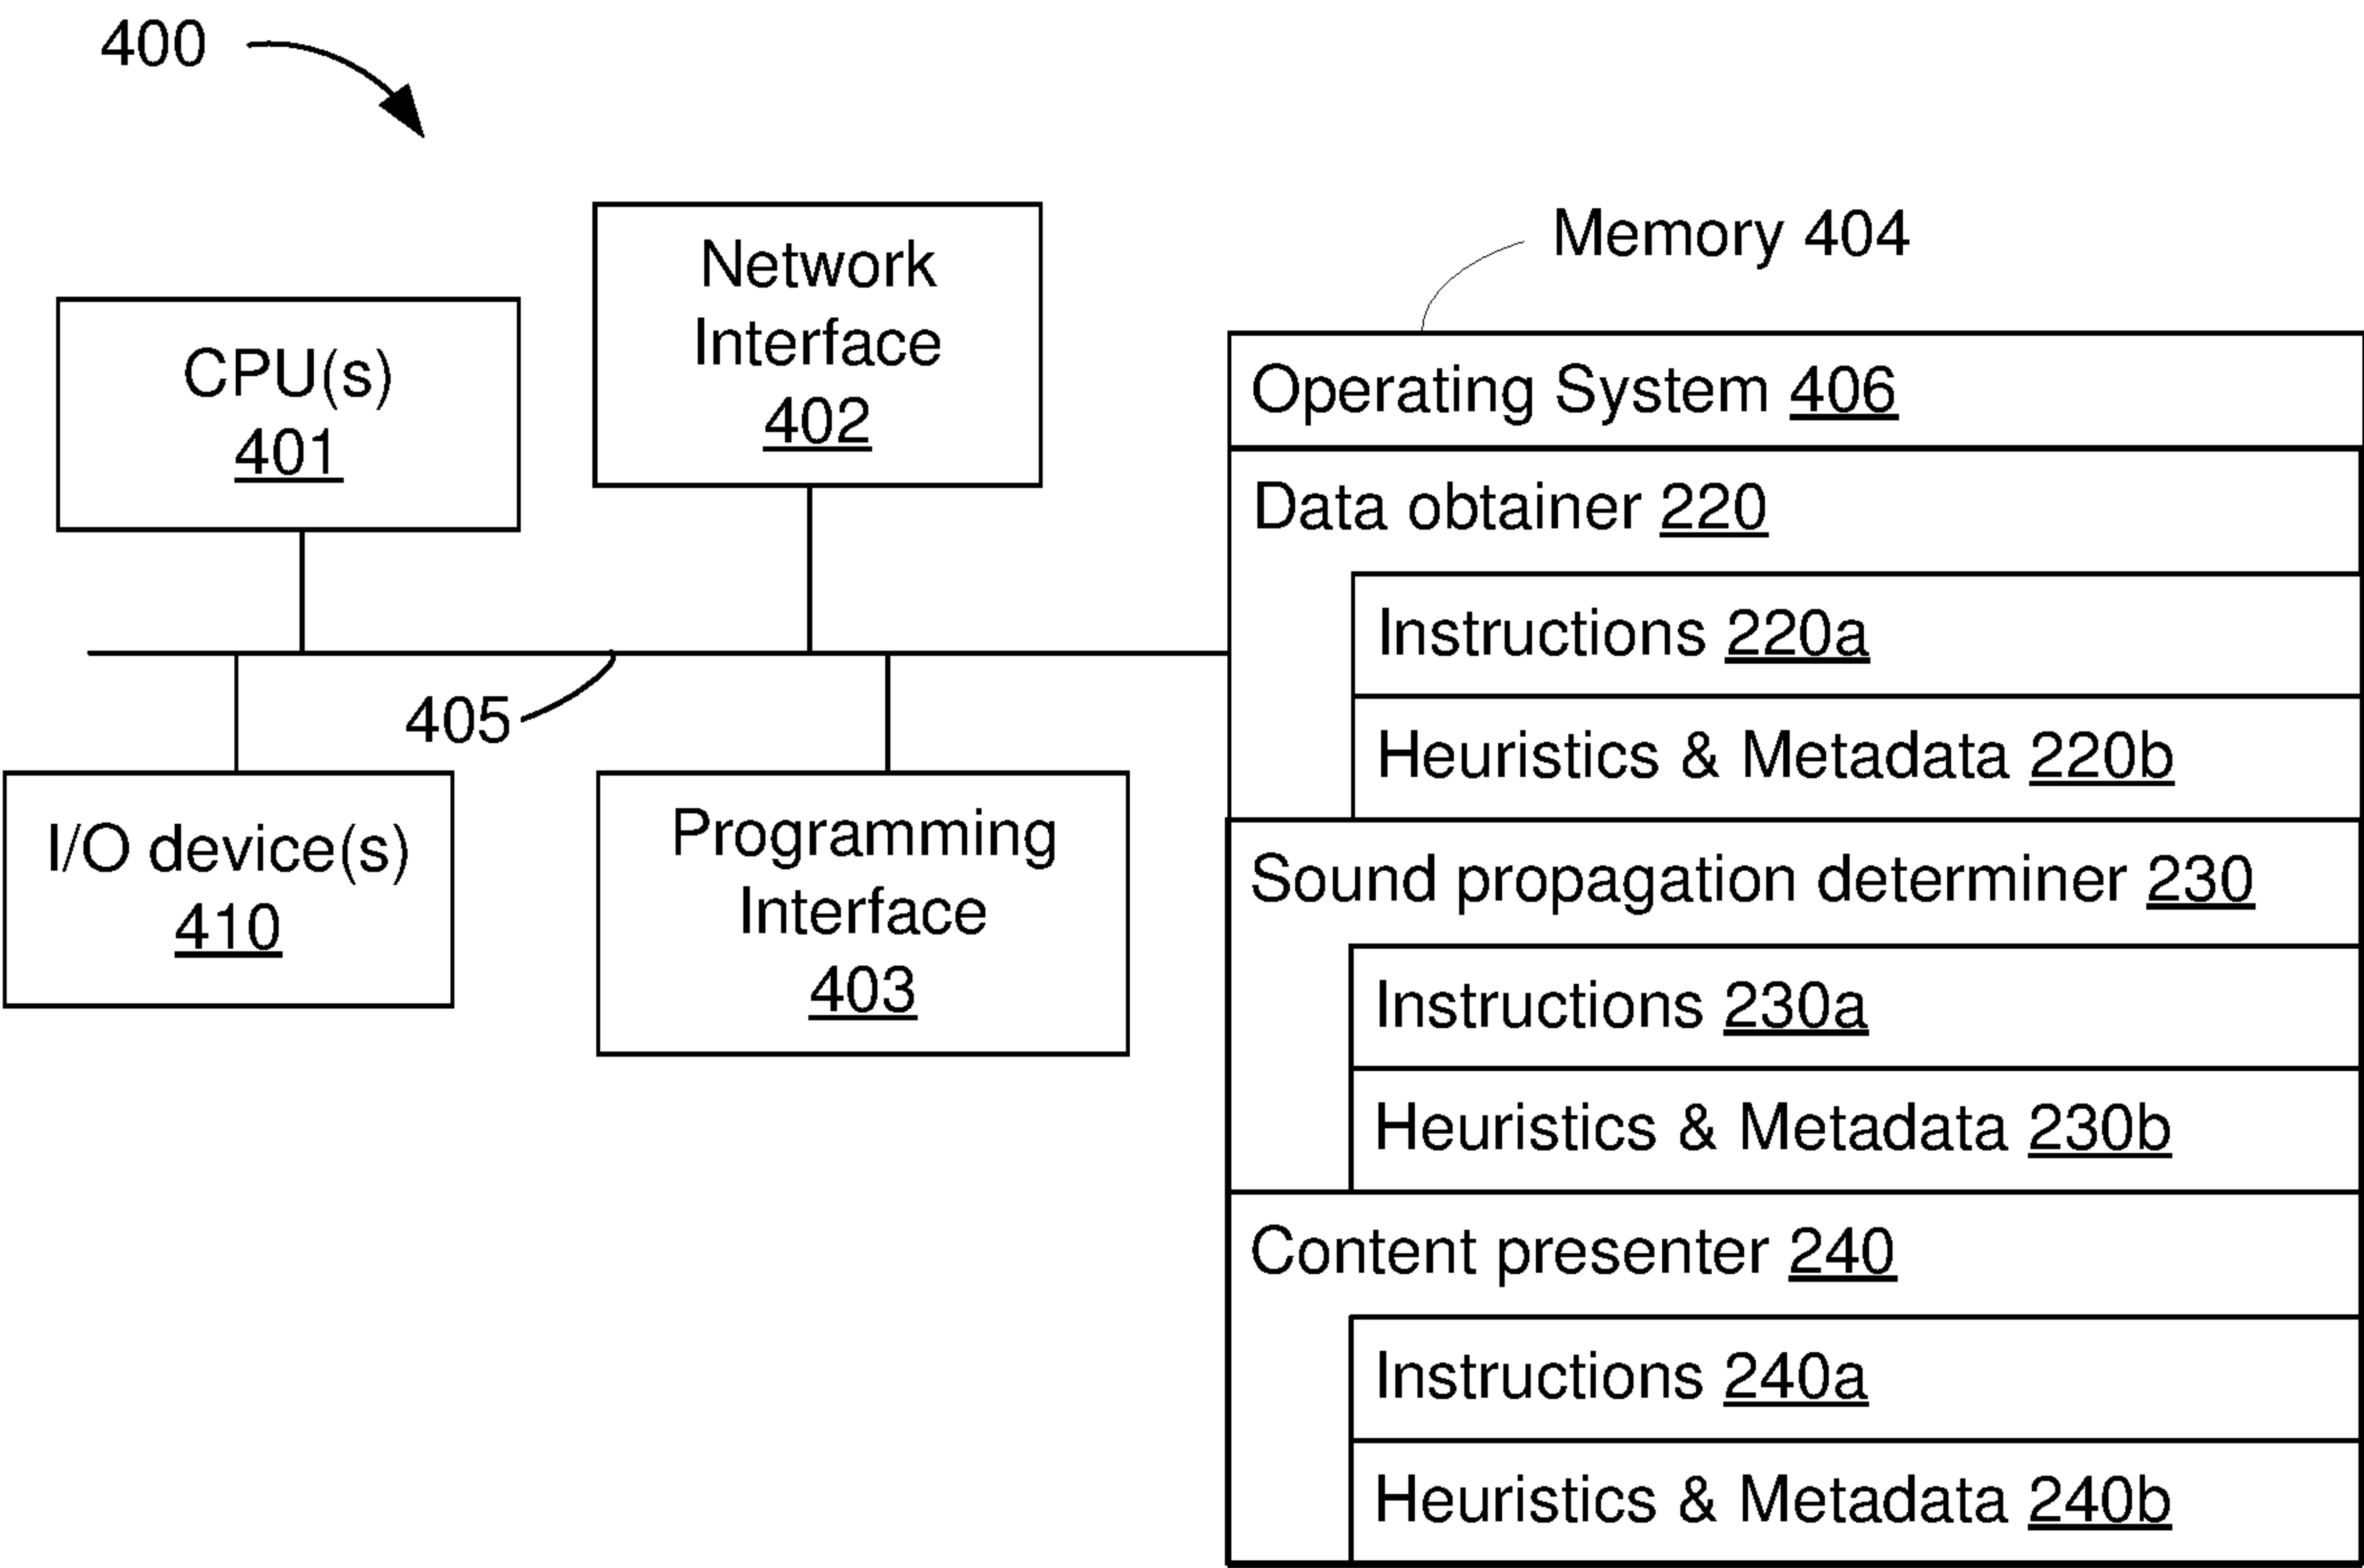 400
Network
Interface
402
CPU(s)
401
405
I/O device(s)
410
Programming
Interface
403
Memory 404
Operating System 406
Data obtainer 220
Instructions 220a
Heuristics & Metadata 220b
Sound propagation determiner 230
Instructions 230a
Heuristics & Metadata 230b
Content presenter 240
Instructions 240a
Heuristics & Metadata 240b